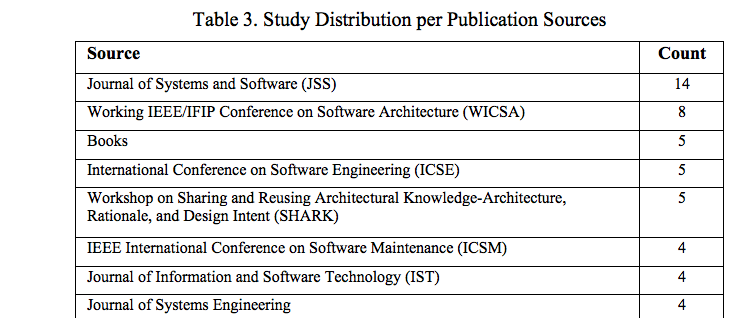 Table 3. Study Distribution per Publication Sources
Source Count
Journal of Systems and Software (JSS) 14
Working IEEE/IFIP Conference on Software Architecture (WICSA) 8
Books 5
International Conference on Software Engineering (ICSE) 5
Workshop on Sharing and Reusing Architectural Knowledge-Architecture, 5
Rationale, and Design Intent (SHARK)
IEEE International Conference on Software Maintenance (ICSM) 4
Journal of Information and Software Technology (IST) 4
Journal of Systems Engineering 4